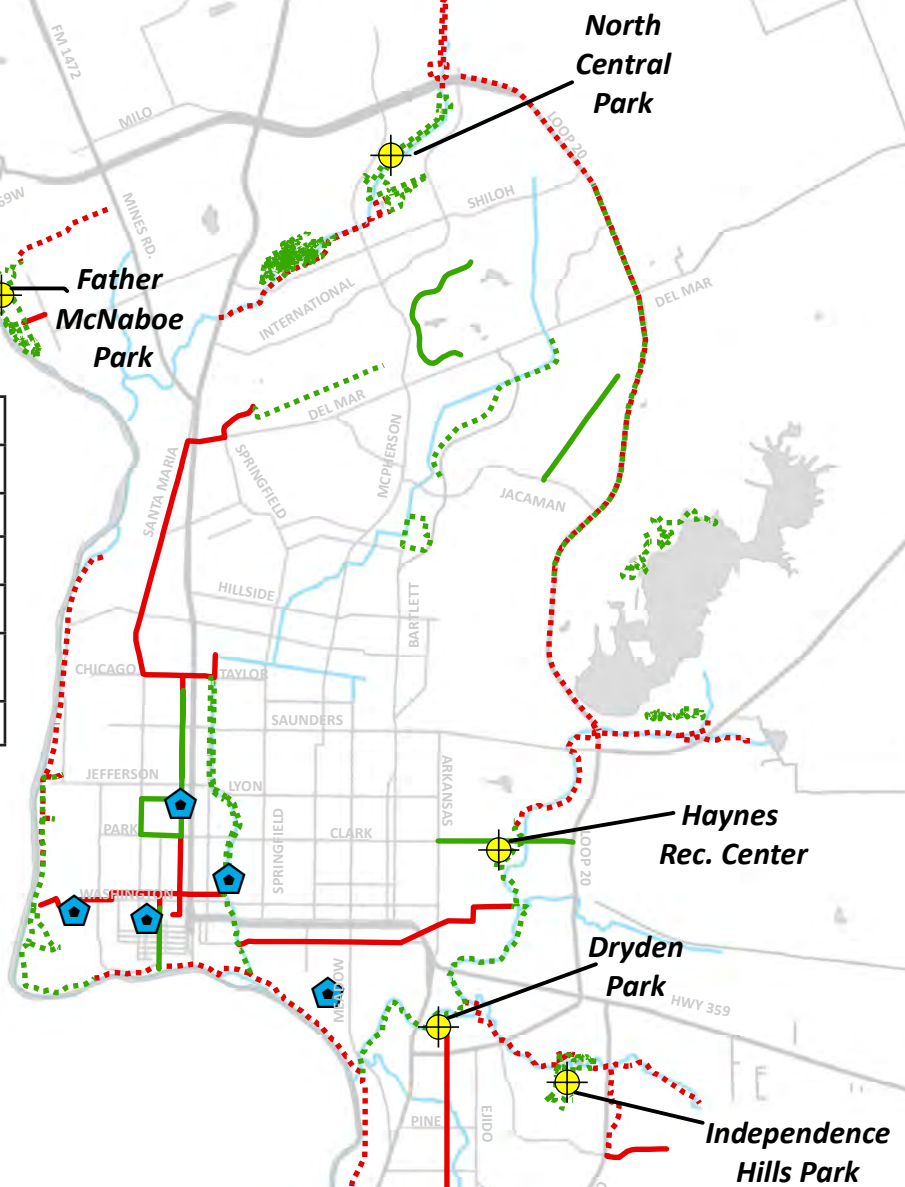 North
Central
Park
FM 1472
MILO
LOOP 20
69W
MINES RD.
SHILOH
Father
McNaboe
Park
INTERNATIONAL
DEL MAR
DEL MAR
SANTA MARIA
SPRINGFIELD
MCPHERSON
JACAMAN
HILLSIDE
BARTLETT
CHICAGO
TAYLOR
SAUNDERS
JEFFERSON
LYON
ARKANSAS
PARK
SPRINGFIELD
CLARK
LOOP 20
Haynes
Rec. Center
WASHINGTON
Dryden
Park
MEADOW
HWY 359
PINE
EJIDO
Independence
Hills Park